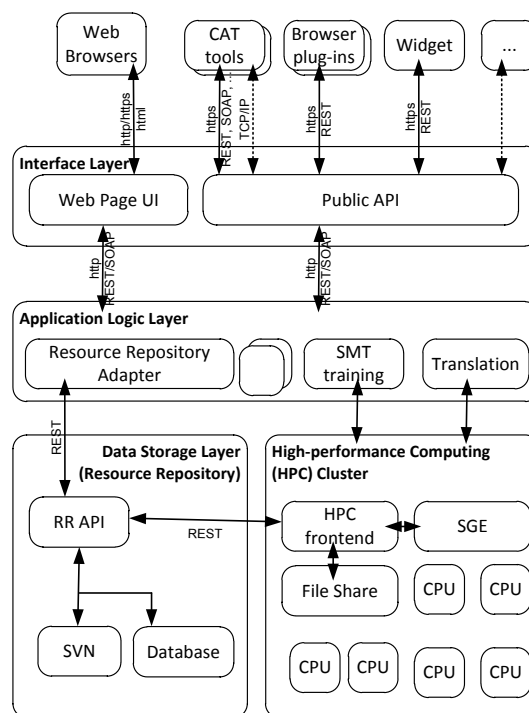 Web
Browsers
CAT
tools
Browser
plug-ins
Widget
...
http/https
html
https
REST, SOAP, ...
TCP/IP
https
REST
https
REST
Interface Layer
Web Page UI
Public API
http
REST/SOAP
http
REST/SOAP
Application Logic Layer
Resource Repository
Adapter
SMT
training
Translation
REST
Data Storage Layer
(Resource Repository)
High-performance Computing
(HPC) Cluster
RR API
REST
HPC
frontend
SGE
File Share
CPU
CPU
SVN
Database
CPU
CPU
CPU
CPU